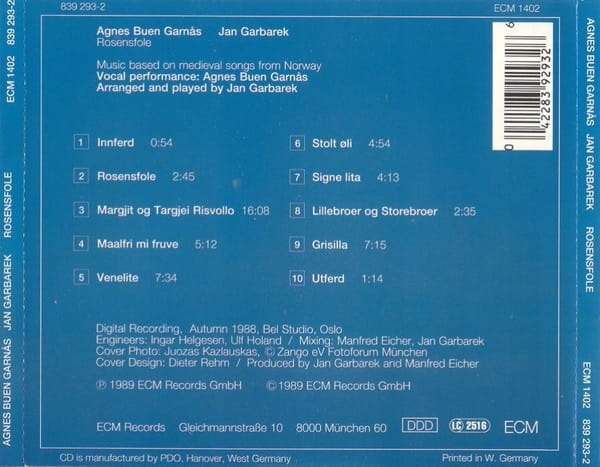 839 293-2 ECM 1402
Agnes Buen Garnås Jan Garbarek
Rosensfole
Music based on medieval songs from Norway
Vocal performance: Agnes Buen Garnås
Arranged and played by Jan Garbarek
0 42283 92932 6
1 Innferd 0:54
2 Rosensfole 2:45
3 Margjit og Targjei Risvollo 16:08
4 Maalfri mi fruve 5:12
5 Venelite 7:34
6 Stolt øli 4:54
7 Signe lita 4:13
8 Lillebroer og Storebroer 2:35
9 Grisilla 7:15
10 Utferd 1:14
Digital Recording, Autumn 1988, Bel Studio, Oslo
Engineers: Ingar Helgesen, Ulf Holand / Mixing: Manfred Eicher, Jan Garbarek
Cover Photo: Juozas Kazlauskas, © Zango eV Fotoforum München
Cover Design: Dieter Rehm / Produced by Jan Garbarek and Manfred Eicher
℗ 1989 ECM Records GmbH © 1989 ECM Records GmbH
ECM Records Gleichmannstraße 10 8000 München 60 DDD LC 2516 ECM
CD is manufactured by PDO, Hanover, West Germany Printed in W. Germany
AGNES BUEN GARNÅS JAN GARBAREK ROSENSFOLE ECM 1402 839 293-2
AGNES BUEN GARNÅS JAN GARBAREK ROSENSFOLE ECM 1402 839 293-2